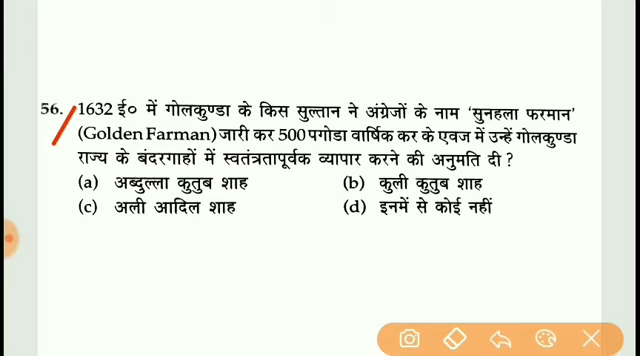 56. 1632 ई० में गोलकुण्डा के किस सुल्तान ने अंग्रेजों के नाम 'सुनहला फरमान'
(Golden Farman) जारी कर 500 पगोडा वार्षिक कर के एवज में उन्हें गोलकुण्डा
राज्य के बंदरगाहों में स्वतंत्रतापूर्वक व्यापार करने की अनुमति दी ?
(a) अब्दुल्ला कुतुब शाह (b) कुली कुतुब शाह
(c) अली आदिल शाह (d) इनमें से कोई नहीं